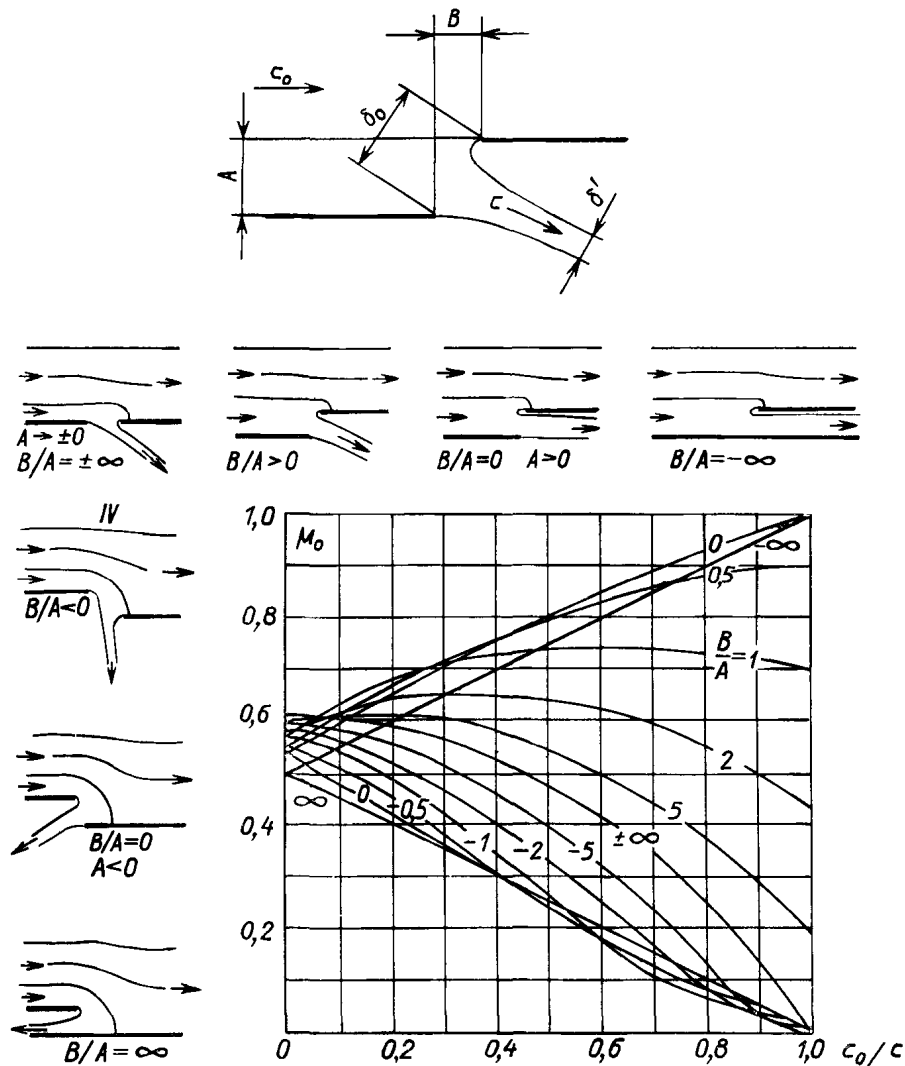 B
c₀
δ₀
A
c
δ'
A → ±0
B/A = ±∞
B/A>0
B/A=0 A>0
B/A=−∞
IV
B/A<0
B/A=0
A<0
B/A=∞
1,0
μ₀
0
−∞
0,5
0,8
B/A=1
0,6
2
∞
0
−0,5
5
0,4
−1
−2
−5
±∞
0,2
0
0,2
0,4
0,6
0,8
1,0
c₀/c